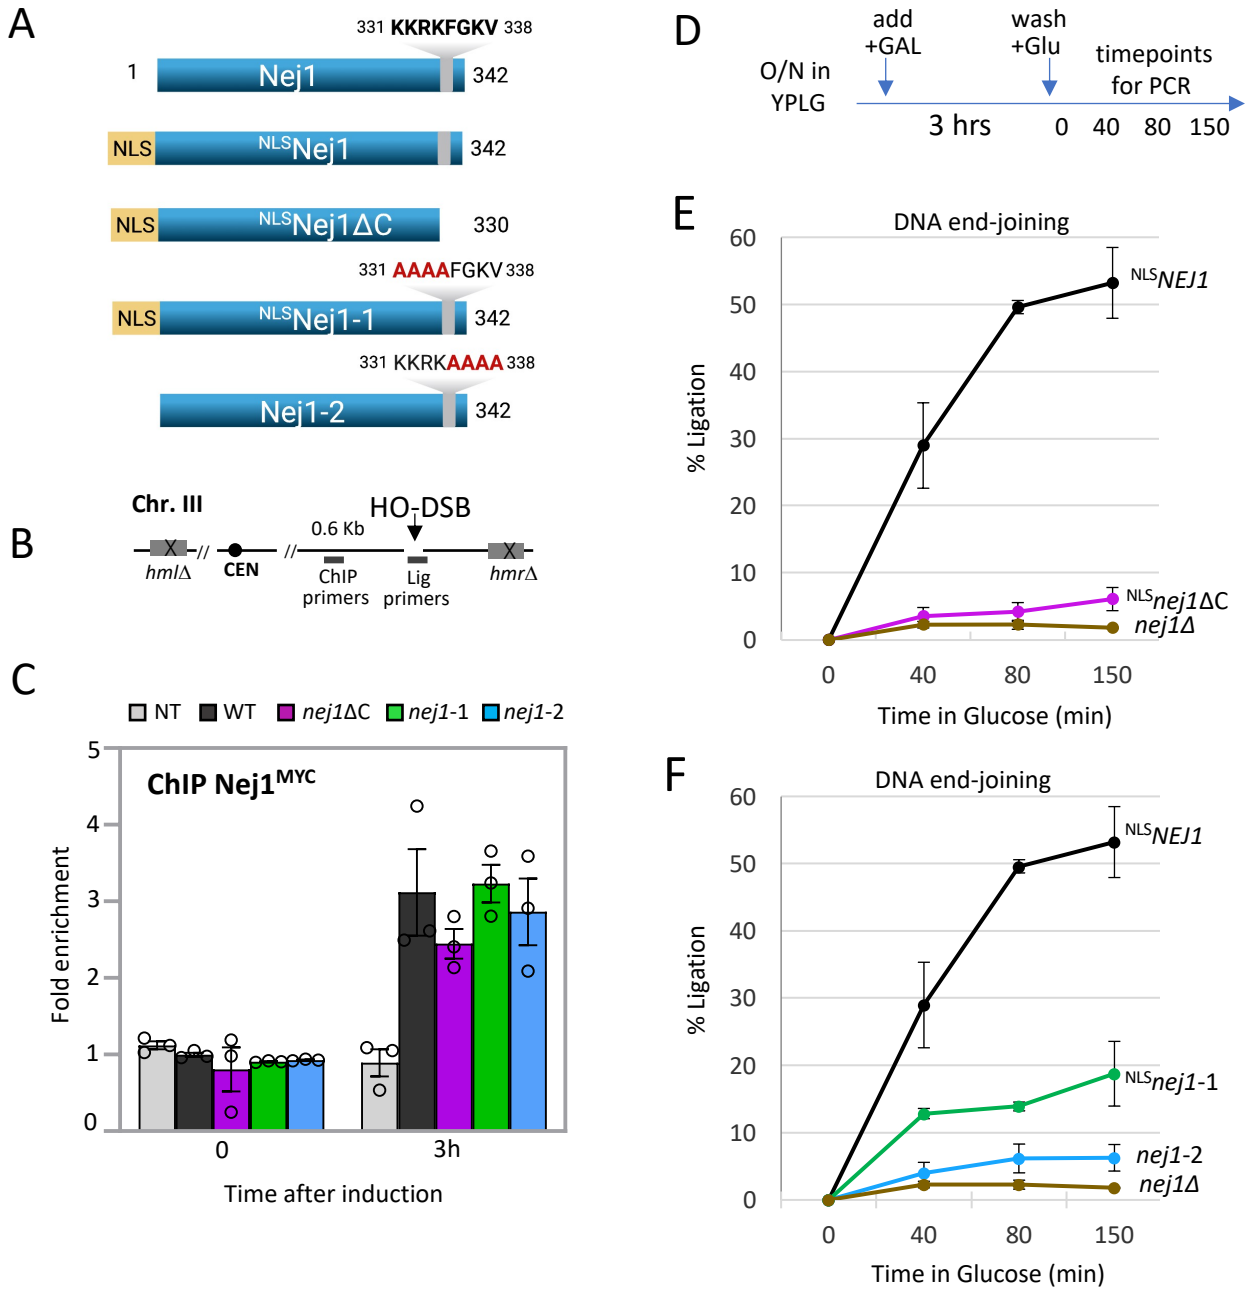 A
331 KKRKFGKV 338
1 Nej1 342
NLS NLSNej1 342
NLS NLSNej1ΔC 330
331 AAAAFGKV 338
NLS NLSNej1-1 342
331 KKRKAAAA 338
Nej1-2 342
B
Chr. III
HO-DSB
0.6 Kb
X // // X
hmlΔ CEN ChIP primers Lig primers hmrΔ
C
NT WT nej1ΔC nej1-1 nej1-2
ChIP Nej1MYC
Fold enrichment
5
4
3
2
1
0
0 3h
Time after induction
D
add +GAL
wash +Glu
timepoints for PCR
O/N in YPLG
3 hrs 0 40 80 150
E
DNA end-joining
% Ligation
60
50
40
30
20
10
0
NLSNEJ1
NLSnej1ΔC
nej1Δ
0 40 80 150
Time in Glucose (min)
F
DNA end-joining
% Ligation
60
50
40
30
20
10
0
NLSNEJ1
NLSnej1-1
nej1-2
nej1Δ
0 40 80 150
Time in Glucose (min)